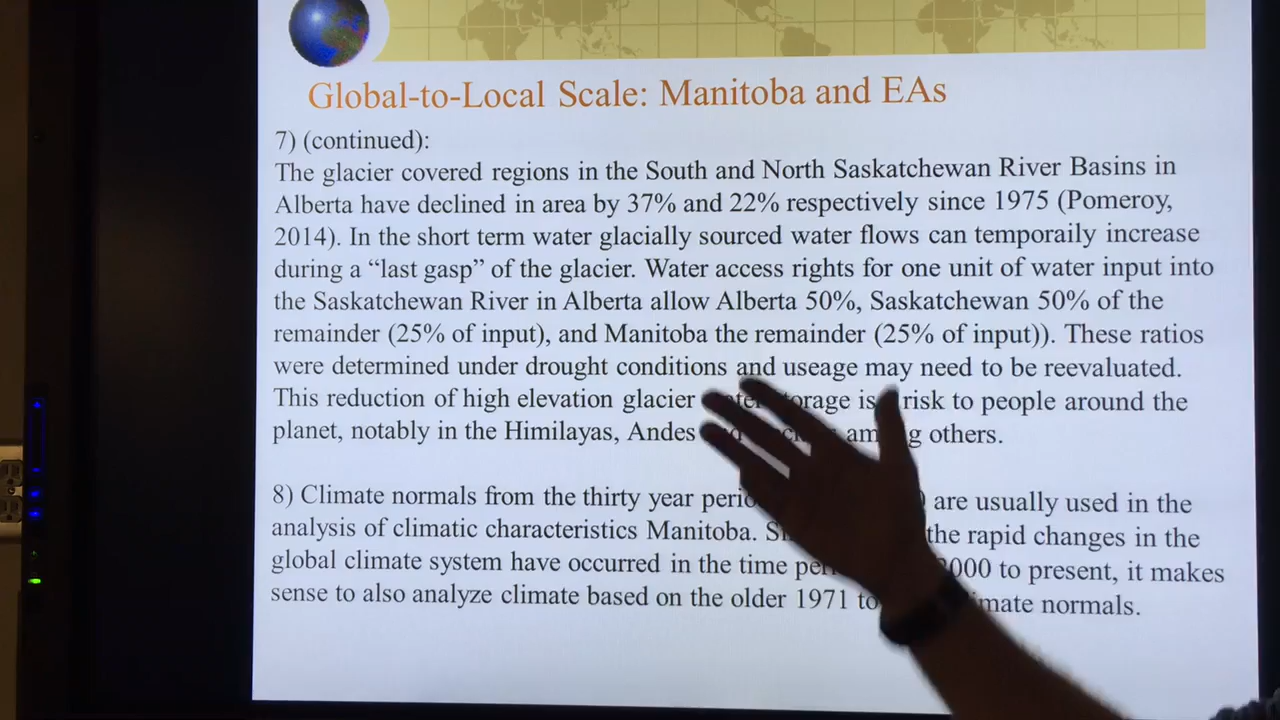 Global-to-Local Scale: Manitoba and EAs
7) (continued):
The glacier covered regions in the South and North Saskatchewan River Basins in
Alberta have declined in area by 37% and 22% respectively since 1975 (Pomeroy,
2014). In the short term water glacially sourced water flows can temporaily increase
during a “last gasp” of the glacier. Water access rights for one unit of water input into
the Saskatchewan River in Alberta allow Alberta 50%, Saskatchewan 50% of the
remainder (25% of input), and Manitoba the remainder (25% of input)). These ratios
were determined under drought conditions and useage may need to be reevaluated.
This reduction of high elevation glacier is risk to people around the
planet, notably in the Himilayas, Andes others.
8) Climate normals from the thirty year are usually used in the
analysis of climatic characteristics Manitoba. the rapid changes in the
global climate system have occurred in the time to present, it makes
sense to also analyze climate based on the older 1971 to normals.